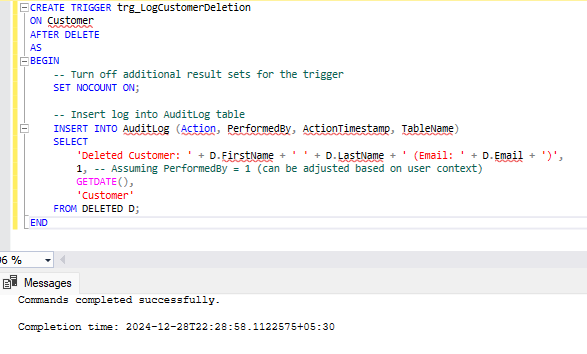 CREATE TRIGGER trg_LogCustomerDeletion
ON Customer
AFTER DELETE
AS
BEGIN
    -- Turn off additional result sets for the trigger
    SET NOCOUNT ON;

    -- Insert log into AuditLog table
    INSERT INTO AuditLog (Action, PerformedBy, ActionTimestamp, TableName)
    SELECT
        'Deleted Customer: ' + D.FirstName + ' ' + D.LastName + ' (Email: ' + D.Email + ')',
        1, -- Assuming PerformedBy = 1 (can be adjusted based on user context)
        GETDATE(),
        'Customer'
    FROM DELETED D;
END
96 %
Messages
Commands completed successfully.

Completion time: 2024-12-28T22:28:58.1122575+05:30